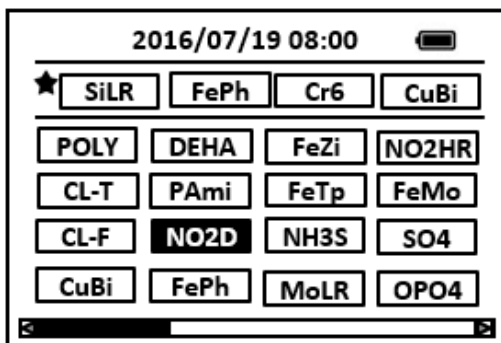 2016/07/19 08:00
SiLR FePh Cr6 CuBi
POLY DEHA FeZi NO2HR
CL-T PAmi FeTp FeMo
CL-F NO2D NH3S SO4
CuBi FePh MoLR OPO4